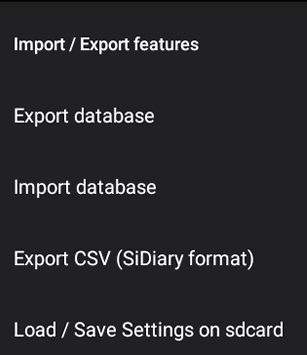 Import / Export features
Export database
Import database
Export CSV (SiDiary format)
Load / Save Settings on sdcard